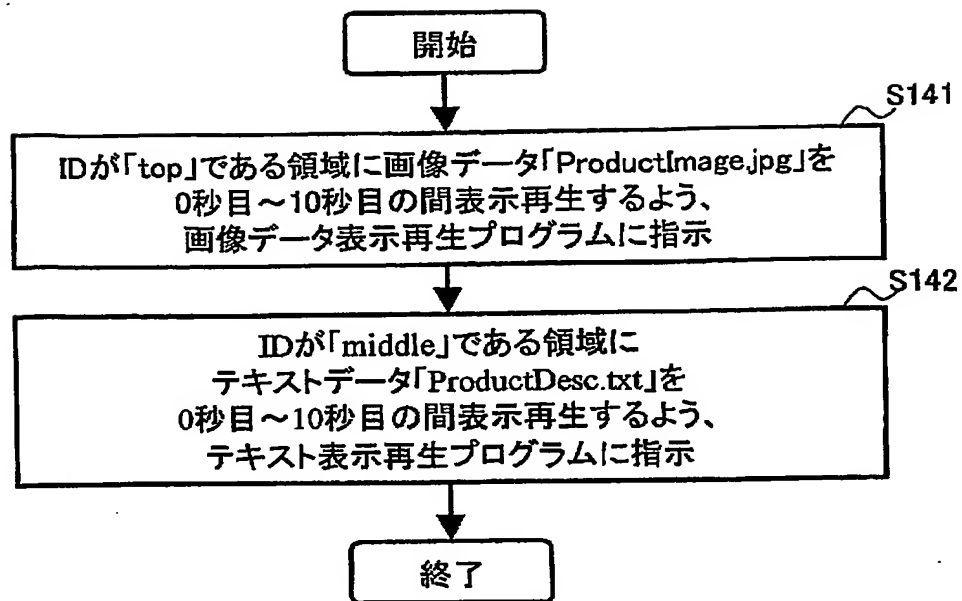 開始
S141
IDが「top」である領域に画像データ「ProductImage.jpg」を
0秒目～10秒目の間表示再生するよう、
画像データ表示再生プログラムに指示
S142
IDが「middle」である領域に
テキストデータ「ProductDesc.txt」を
0秒目～10秒目の間表示再生するよう、
テキスト表示再生プログラムに指示
終了